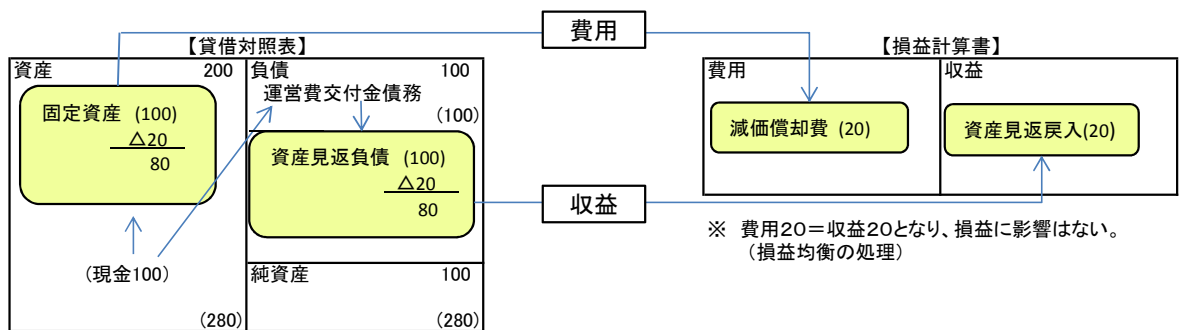 費用
【貸借対照表】
【損益計算書】
資産 200
負債 100
運営費交付金債務
(100)
固定資産 (100)
△20
80
資産見返負債 (100)
△20
80
費用
収益
減価償却費 (20)
資産見返戻入(20)
収益
※ 費用20=収益20となり、損益に影響はない。
(損益均衡の処理)
(現金100)
純資産 100
(280)
(280)